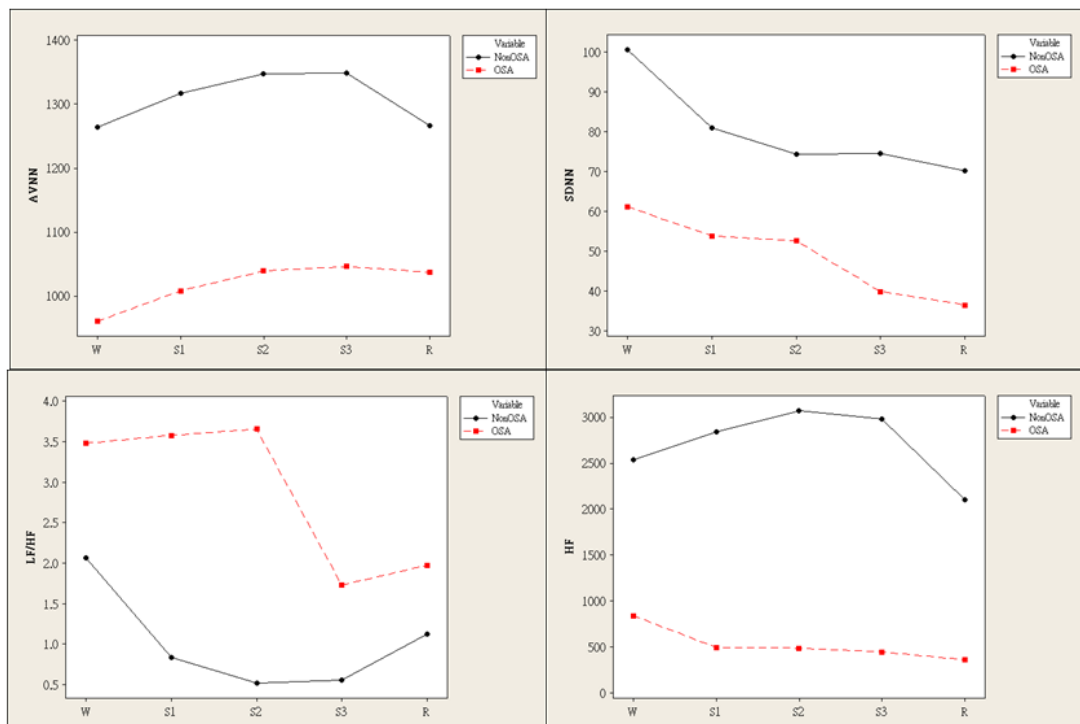 1400
1300
1200
1100
1000
AVNN
W S1 S2 S3 R
Variable
NonOSA
OSA
100
90
80
70
60
50
40
30
SDNN
W S1 S2 S3 R
Variable
NonOSA
OSA
4.0
3.5
3.0
2.5
2.0
1.5
1.0
0.5
LF/HF
W S1 S2 S3 R
Variable
NonOSA
OSA
3000
2500
2000
1500
1000
500
0
HF
W S1 S2 S3 R
Variable
NonOSA
OSA